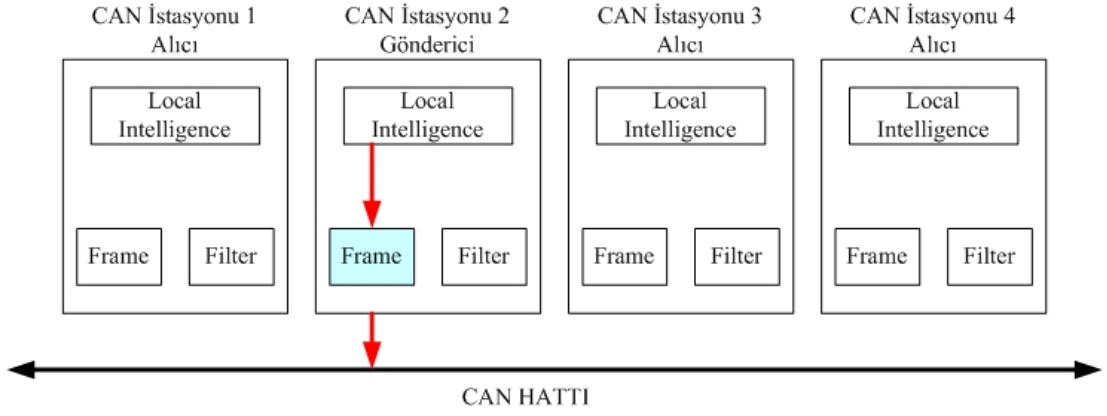 CAN İstasyonu 1
Alıcı
CAN İstasyonu 2
Gönderici
CAN İstasyonu 3
Alıcı
CAN İstasyonu 4
Alıcı
Local
Intelligence
Local
Intelligence
Local
Intelligence
Local
Intelligence
Frame
Filter
Frame
Filter
Frame
Filter
Frame
Filter
CAN HATTI